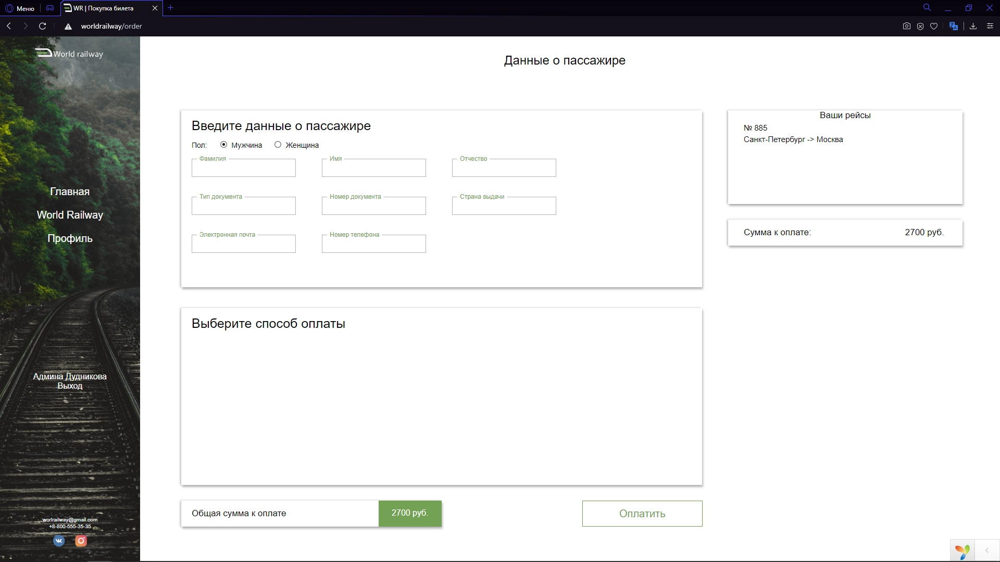 Меню
WR | Покупка билета
worldrailway/order
World railway
Главная
World Railway
Профиль
Админа Дудникова
Выход
worlrailway@gmail.com
+8-800-555-35-35
Данные о пассажире
Введите данные о пассажире
Пол: Мужчина Женщина
Фамилия Имя Отчество
Тип документа Номер документа Страна выдачи
Электронная почта Номер телефона
Выберите способ оплаты
Общая сумма к оплате 2700 руб.
Оплатить
Ваши рейсы
№ 885
Санкт-Петербург -> Москва
Сумма к оплате: 2700 руб.